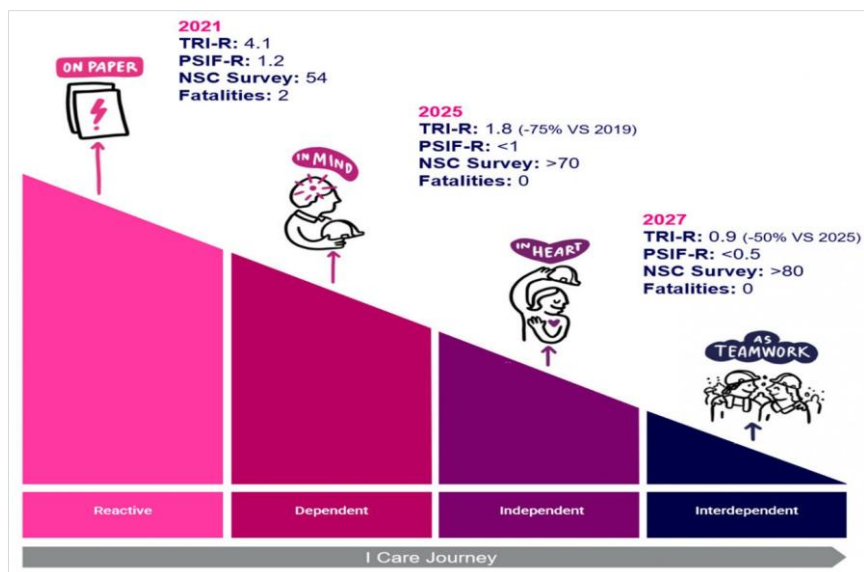 2021
TRI-R: 4.1
PSIF-R: 1.2
NSC Survey: 54
Fatalities: 2
ON PAPER
2025
TRI-R: 1.8 (-75% VS 2019)
PSIF-R: <1
NSC Survey: >70
Fatalities: 0
IN MIND
2027
TRI-R: 0.9 (-50% VS 2025)
PSIF-R: <0.5
NSC Survey: >80
Fatalities: 0
IN HEART
AS
TEAMWORK
Reactive
Dependent
Independent
Interdependent
I Care Journey